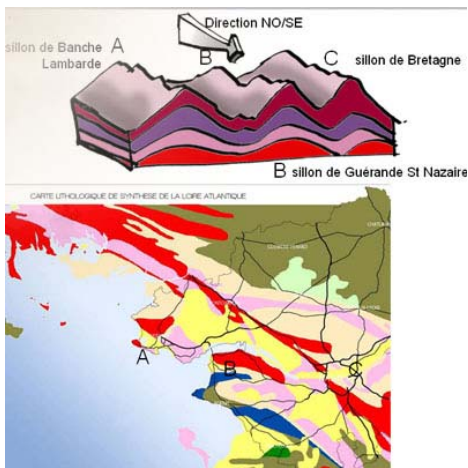 Direction NO/SE
sillon de Banche
Lambarde
A
B
C
sillon de Bretagne
B sillon de Guérande St Nazaire
CARTE LITHOLOGIQUE DE SYNTHESE DE LA LOIRE ATLANTIQUE
A
B
C